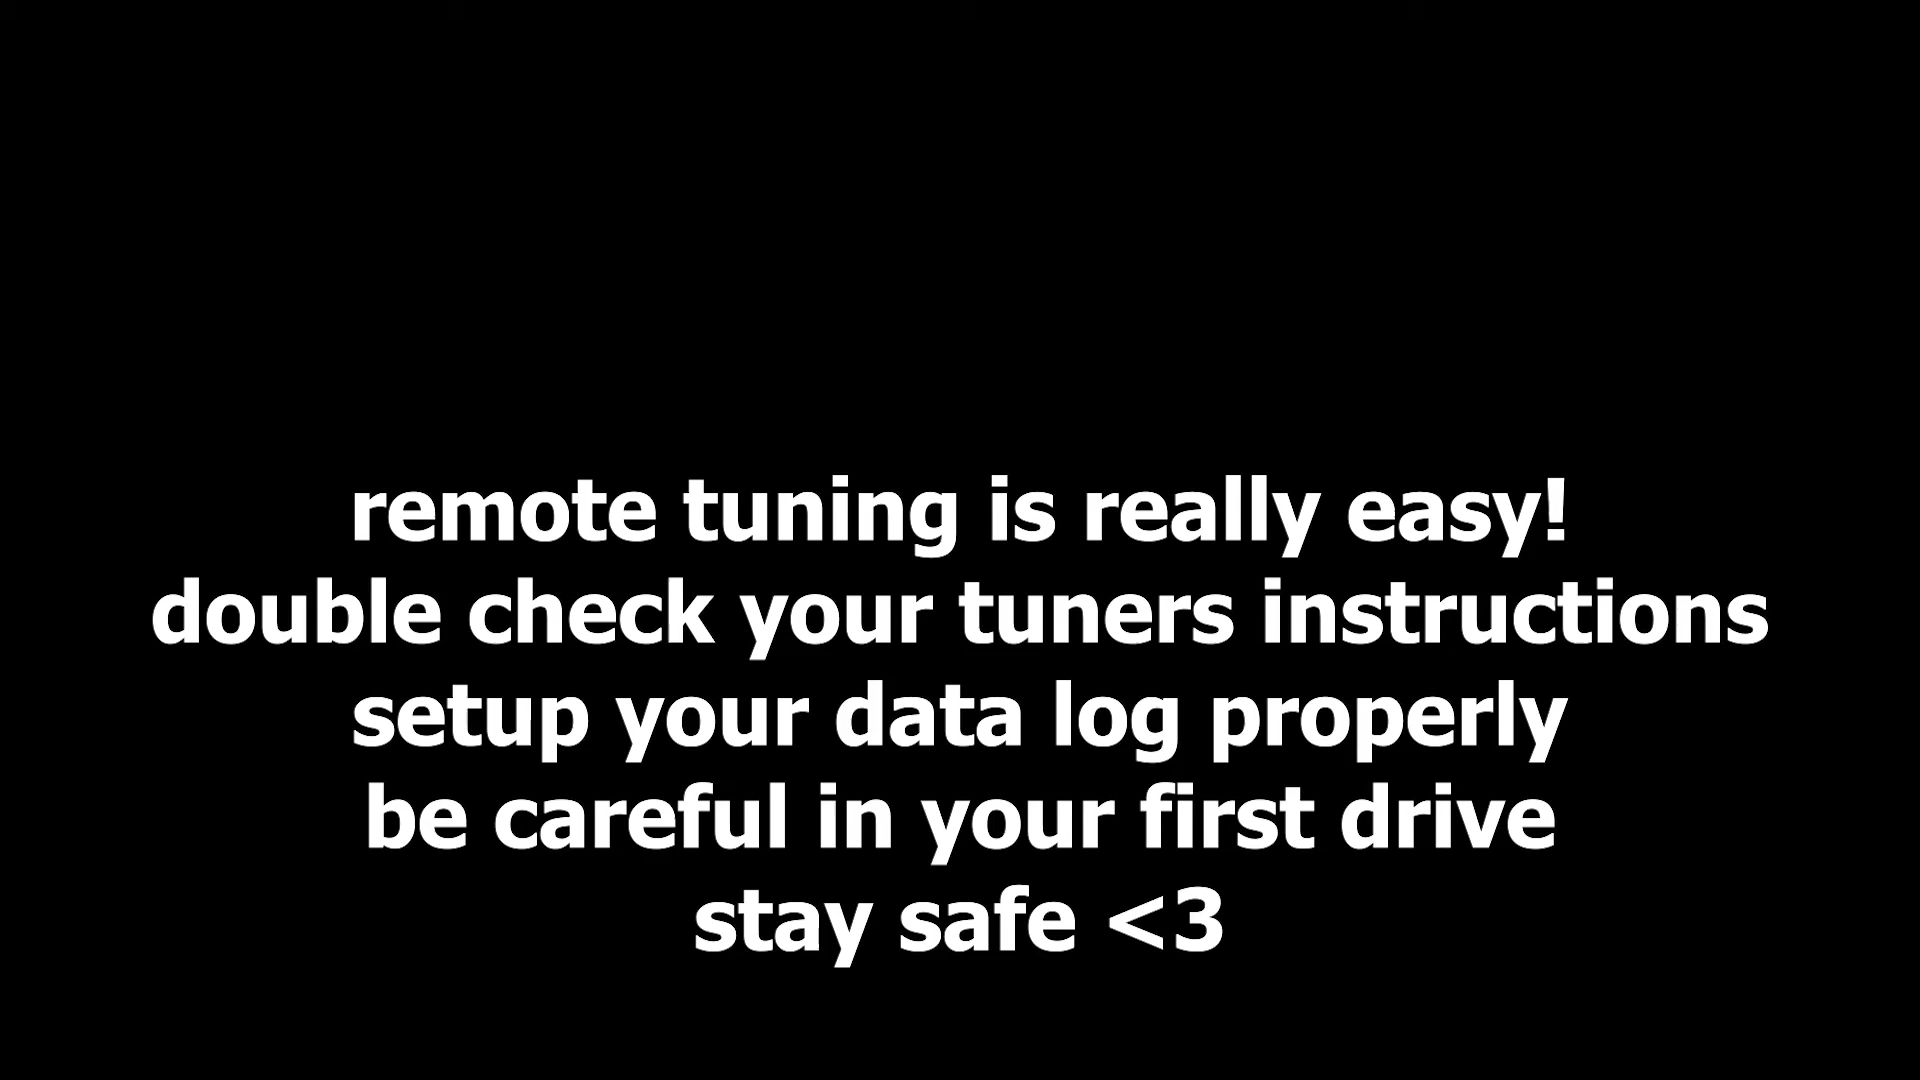 remote tuning is really easy!
double check your tuners instructions
setup your data log properly
be careful in your first drive
stay safe <3